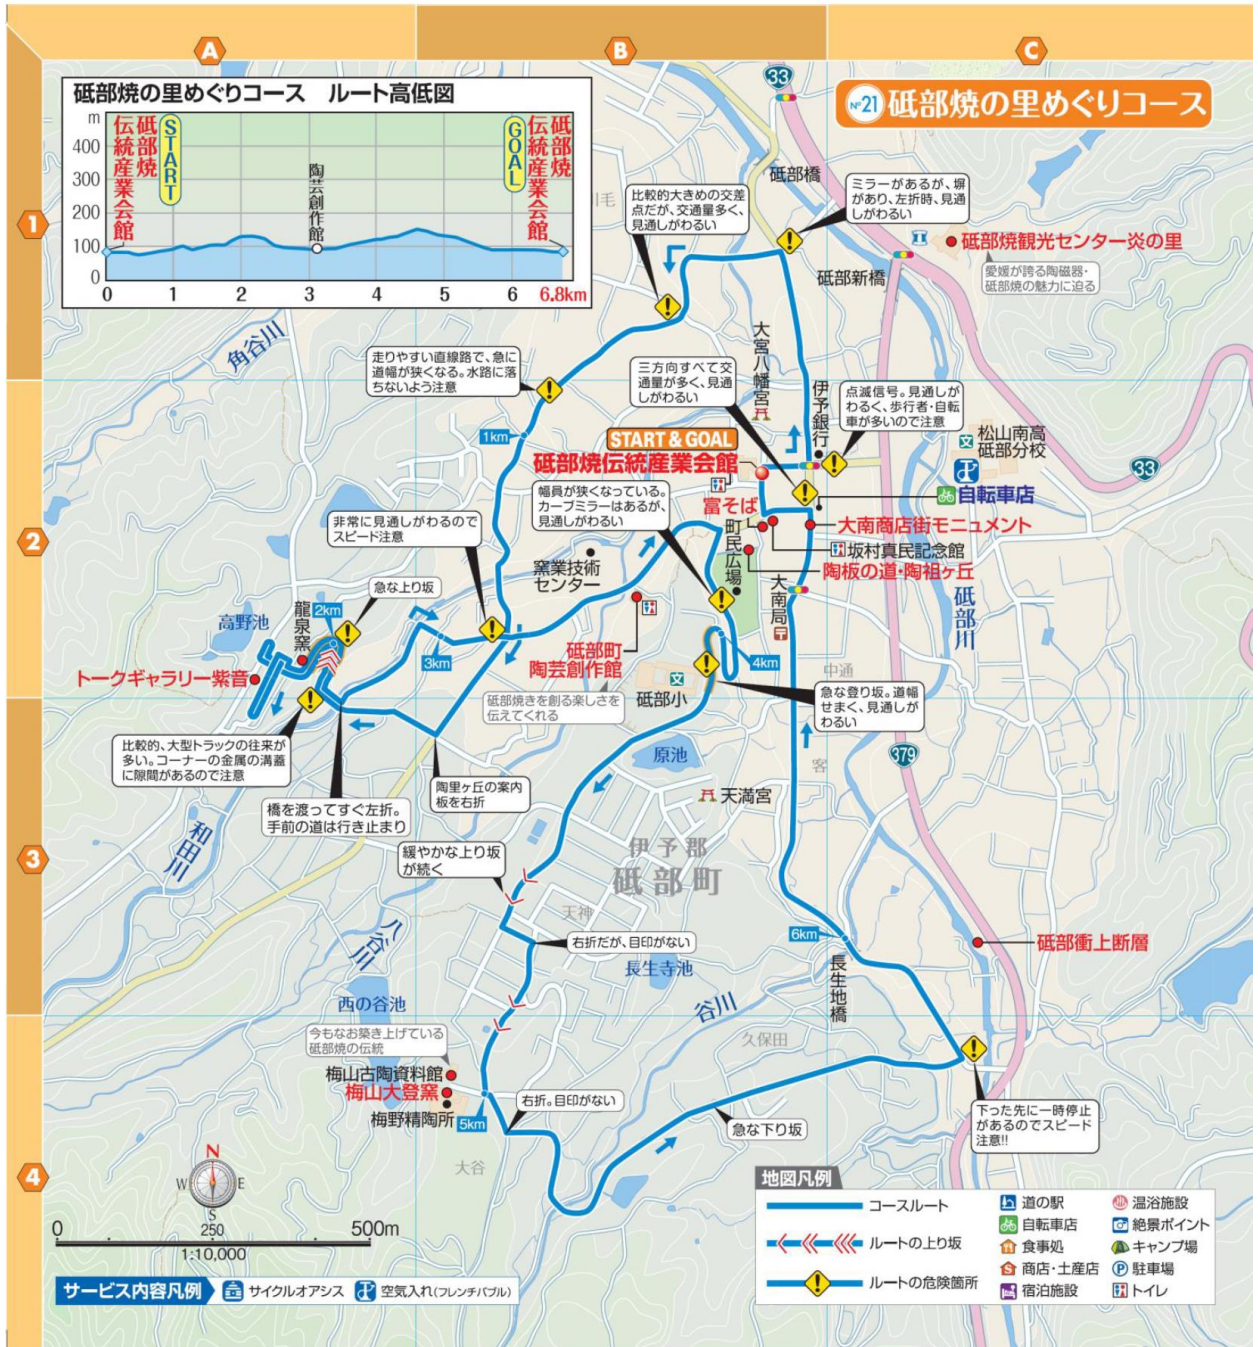 A
B
C
1
2
3
4
砥部焼の里めぐりコース ルート高低図
m
400
300
200
100
0
0
1
2
3
4
5
6
6.8km
砥部焼
伝統産業会館
START
陶芸創作館
GOAL
砥部焼
伝統産業会館
№21 砥部焼の里めぐりコース
33
砥部橋
比較的大きめの交差
点だが、交通量多く、
見通しがわるい
ミラーがあるが、塀
があり、左折時、見通
しがわるい
砥部焼観光センター炎の里
愛媛が誇る陶磁器・
砥部焼の魅力に迫る
砥部新橋
角谷川
走りやすい直線路で、急に
道幅が狭くなる。水路に落
ちないよう注意
大宮八幡宮
三方向すべて交
通量が多く、見通
しがわるい
伊予銀行
点滅信号。見通しが
わるく、歩行者・自転
車が多いので注意
松山南高
砥部分校
33
1km
START & GOAL
砥部焼伝統産業会館
自転車店
幅員が狭くなっている。
カーブミラーはあるが、
見通しがわるい
富そば
大南商店街モニュメント
非常に見通しがわるので
スピード注意
坂村真民記念館
町民広場
陶板の道・陶祖ヶ丘
窯業技術
センター
大南局
砥部川
急な上り坂
2km
高野池
龍泉窯
トークギャラリー紫音
3km
砥部町
陶芸創作館
4km
中通
砥部焼きを創る楽しさを
伝えてくれる
砥部小
急な登り坂。道幅
せまく、見通しが
わるい
比較的、大型トラックの往来が
多い。コーナーの金属の溝蓋
に隙間があるので注意
原池
379
客
陶里ヶ丘の案内
板を右折
天満宮
橋を渡ってすぐ左折。
手前の道は行き止まり
和田川
伊予郡
砥部町
緩やかな上り坂
が続く
天神
八谷川
右折だが、目印がない
6km
砥部衝上断層
長生寺池
長生地橋
西の谷池
谷川
今もなお築き上げている
砥部焼の伝統
久保田
梅山古陶資料館
梅山大登窯
梅野精陶所
5km
右折。目印がない
急な下り坂
下った先に一時停止
があるのでスピード
注意!!
大谷
N
W
E
S
0
250
500m
1:10,000
サービス内容凡例
サイクルオアシス
空気入れ(フレンチバブル)
地図凡例
コースルート
ルートの上り坂
ルートの危険箇所
道の駅
自転車店
食事処
商店・土産店
宿泊施設
温浴施設
絶景ポイント
キャンプ場
駐車場
トイレ